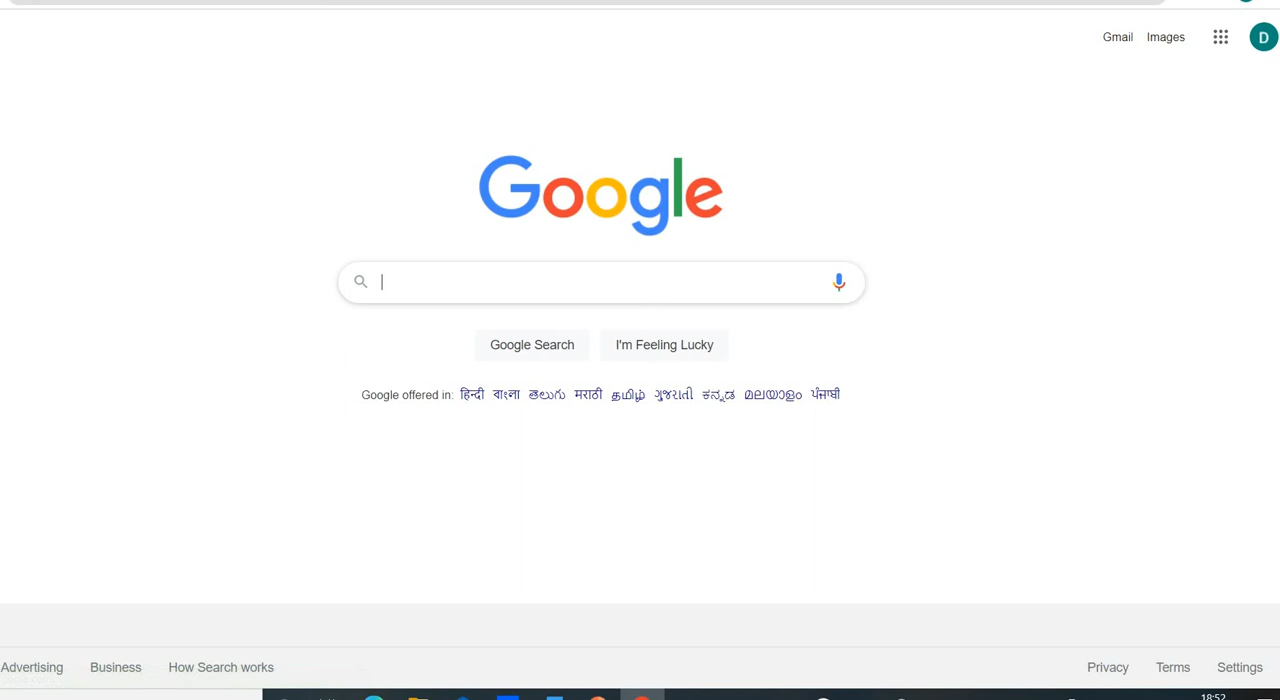 Gmail Images
D
Google
Google Search I'm Feeling Lucky
Google offered in: हिन्दी বাংলা తెలుగు मराठी தமிழ் ગુજરાતી ಕನ್ನಡ മലയാളം ਪੰਜਾਬੀ
Advertising Business How Search works Privacy Terms Settings
18:52